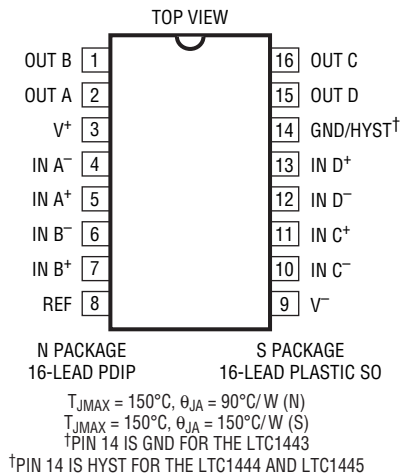 TOP VIEW
OUT B 1
OUT A 2
V+ 3
IN A– 4
IN A+ 5
IN B– 6
IN B+ 7
REF 8
16 OUT C
15 OUT D
14 GND/HYST†
13 IN D+
12 IN D–
11 IN C+
10 IN C–
9 V–
N PACKAGE
16-LEAD PDIP
S PACKAGE
16-LEAD PLASTIC SO
TJMAX = 150°C, θJA = 90°C/ W (N)
TJMAX = 150°C, θJA = 150°C/ W (S)
†PIN 14 IS GND FOR THE LTC1443
†PIN 14 IS HYST FOR THE LTC1444 AND LTC1445